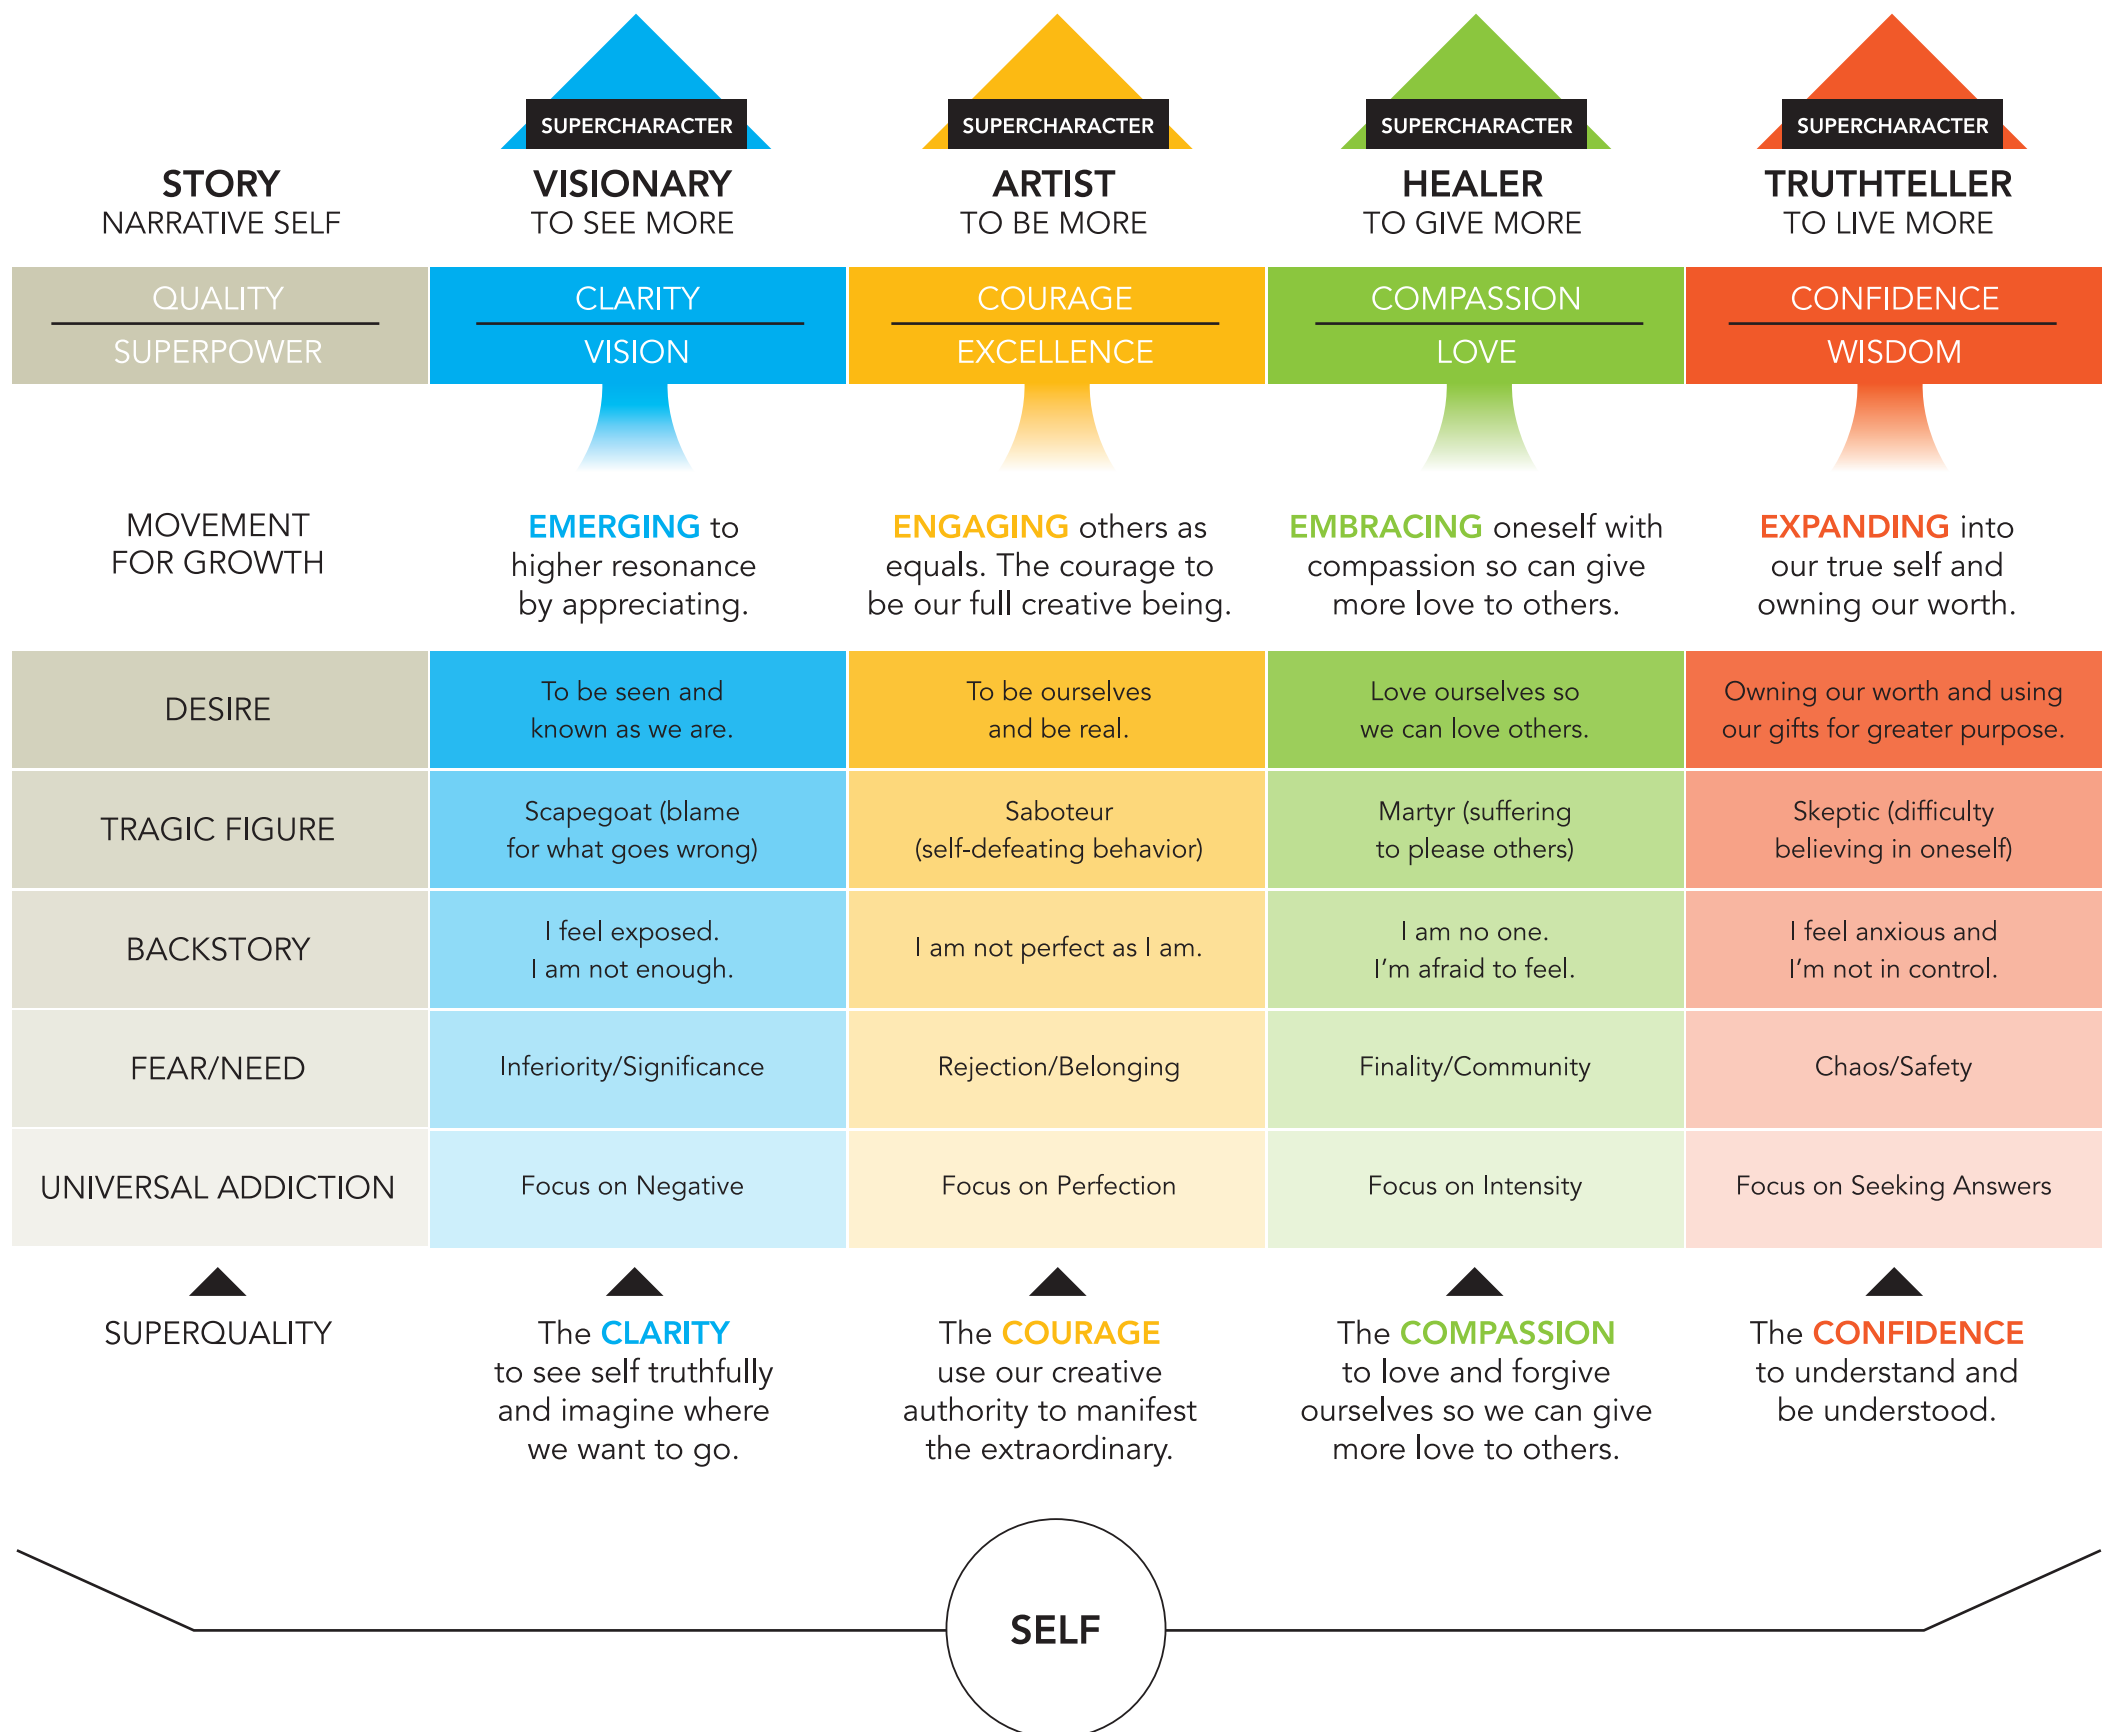 SUPERCHARACTER
SUPERCHARACTER
SUPERCHARACTER
SUPERCHARACTER
STORY
NARRATIVE SELF
VISIONARY
TO SEE MORE
ARTIST
TO BE MORE
HEALER
TO GIVE MORE
TRUTHTELLER
TO LIVE MORE
QUALITY
SUPERPOWER
CLARITY
VISION
COURAGE
EXCELLENCE
COMPASSION
LOVE
CONFIDENCE
WISDOM
MOVEMENT
FOR GROWTH
EMERGING to
higher resonance
by appreciating.
ENGAGING others as
equals. The courage to
be our full creative being.
EMBRACING oneself with
compassion so can give
more love to others.
EXPANDING into
our true self and
owning our worth.
DESIRE
To be seen and
known as we are.
To be ourselves
and be real.
Love ourselves so
we can love others.
Owning our worth and using
our gifts for greater purpose.
TRAGIC FIGURE
Scapegoat (blame
for what goes wrong)
Saboteur
(self-defeating behavior)
Martyr (suffering
to please others)
Skeptic (difficulty
believing in oneself)
BACKSTORY
I feel exposed.
I am not enough.
I am not perfect as I am.
I am no one.
I'm afraid to feel.
I feel anxious and
I'm not in control.
FEAR/NEED
Inferiority/Significance
Rejection/Belonging
Finality/Community
Chaos/Safety
UNIVERSAL ADDICTION
Focus on Negative
Focus on Perfection
Focus on Intensity
Focus on Seeking Answers
SUPERQUALITY
The CLARITY
to see self truthfully
and imagine where
we want to go.
The COURAGE
use our creative
authority to manifest
the extraordinary.
The COMPASSION
to love and forgive
ourselves so we can give
more love to others.
The CONFIDENCE
to understand and
be understood.
SELF